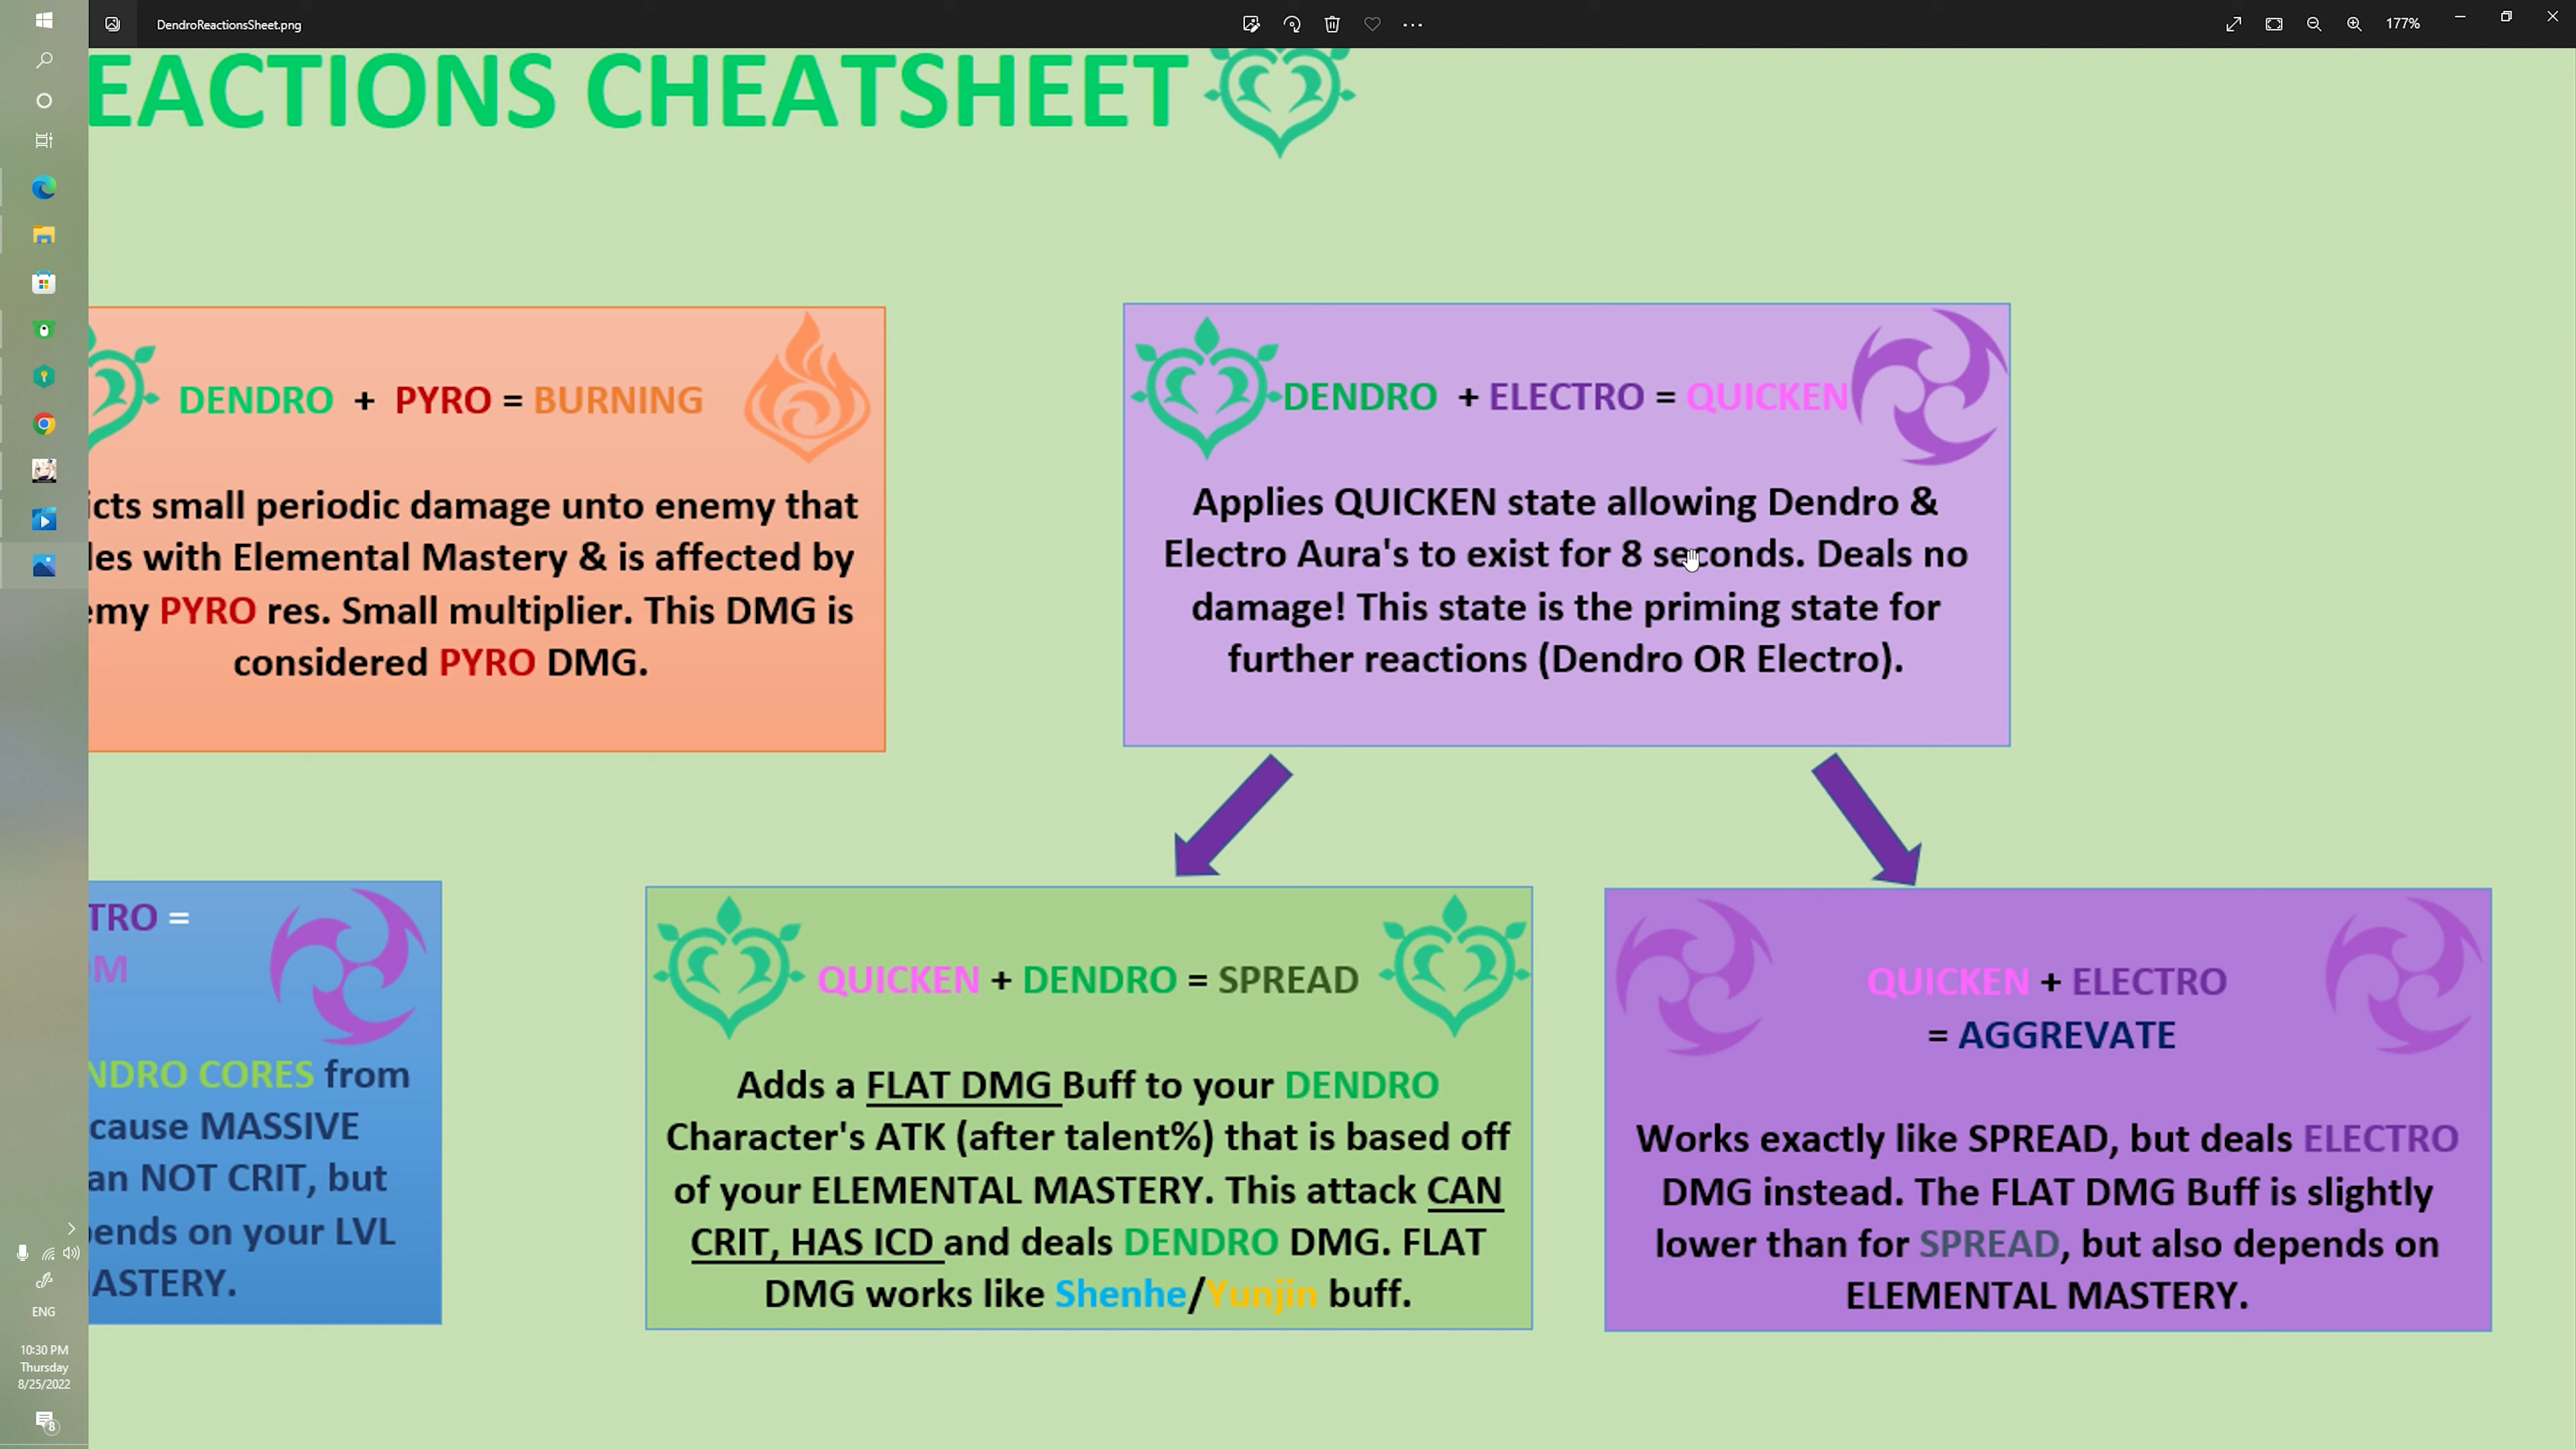 DendroReactionsSheet.png
177%
EACTIONS CHEATSHEET
DENDRO + PYRO = BURNING
icts small periodic damage unto enemy that
les with Elemental Mastery & is affected by
emy PYRO res. Small multiplier. This DMG is
considered PYRO DMG.
DENDRO + ELECTRO = QUICKEN
Applies QUICKEN state allowing Dendro &
Electro Aura's to exist for 8 seconds. Deals no
damage! This state is the priming state for
further reactions (Dendro OR Electro).
TRO =
OM
NDRO CORES from
cause MASSIVE
an NOT CRIT, but
pends on your LVL
ASTERY.
QUICKEN + DENDRO = SPREAD
Adds a FLAT DMG Buff to your DENDRO
Character's ATK (after talent%) that is based off
of your ELEMENTAL MASTERY. This attack CAN
CRIT, HAS ICD and deals DENDRO DMG. FLAT
DMG works like Shenhe/Yunjin buff.
QUICKEN + ELECTRO
= AGGREVATE
Works exactly like SPREAD, but deals ELECTRO
DMG instead. The FLAT DMG Buff is slightly
lower than for SPREAD, but also depends on
ELEMENTAL MASTERY.
ENG
10:30 PM
Thursday
8/25/2022
8